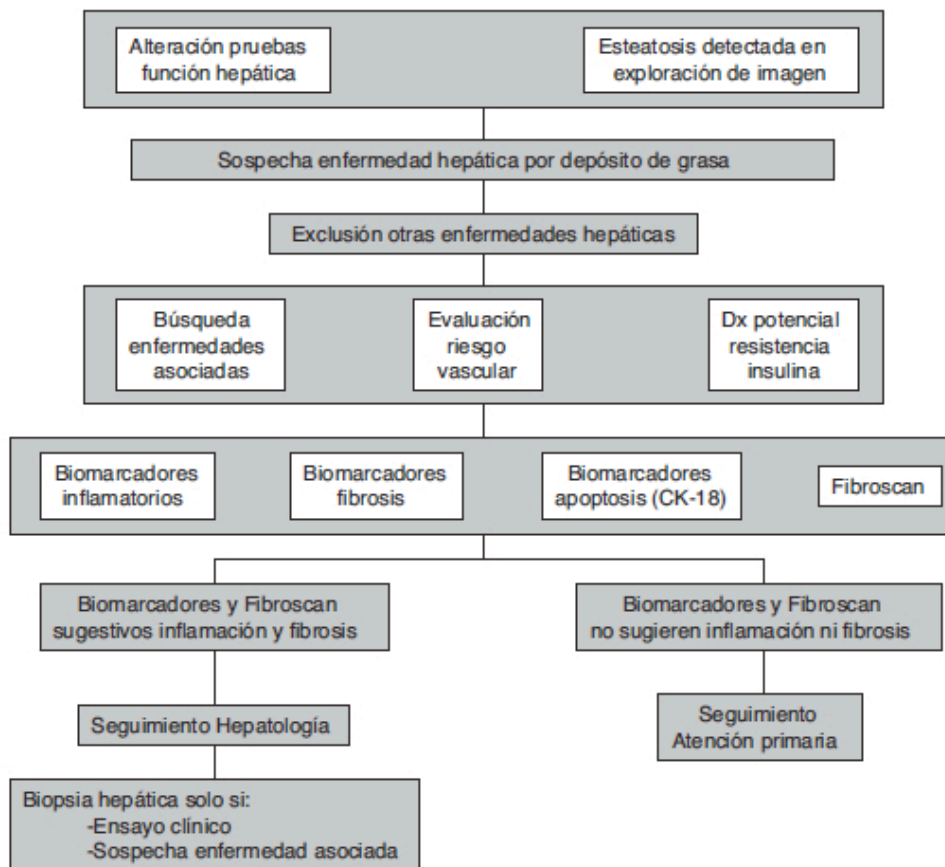 Alteración pruebas
función hepática
Esteatosis detectada en
exploración de imagen
Sospecha enfermedad hepática por depósito de grasa
Exclusión otras enfermedades hepáticas
Búsqueda
enfermedades
asociadas
Evaluación
riesgo
vascular
Dx potencial
resistencia
insulina
Biomarcadores
inflamatorios
Biomarcadores
fibrosis
Biomarcadores
apoptosis (CK-18)
Fibroscan
Biomarcadores y Fibroscan
sugestivos inflamación y fibrosis
Biomarcadores y Fibroscan
no sugieren inflamación ni fibrosis
Seguimiento Hepatología
Seguimiento
Atención primaria
Biopsia hepática solo si:
-Ensayo clínico
-Sospecha enfermedad asociada